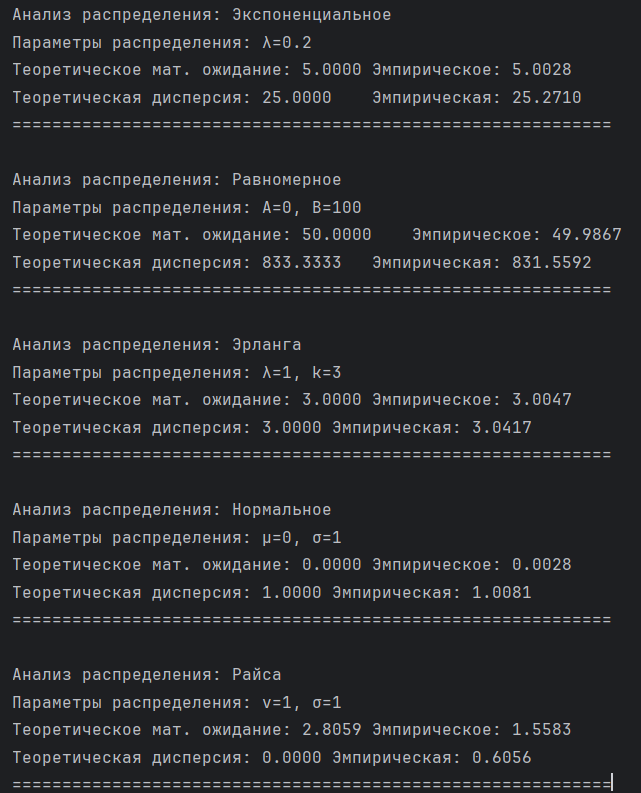 Анализ распределения: Экспоненциальное
Параметры распределения: λ=0.2
Теоретическое мат. ожидание: 5.0000 Эмпирическое: 5.0028
Теоретическая дисперсия: 25.0000    Эмпирическая: 25.2710
============================================================
Анализ распределения: Равномерное
Параметры распределения: A=0, B=100
Теоретическое мат. ожидание: 50.0000    Эмпирическое: 49.9867
Теоретическая дисперсия: 833.3333   Эмпирическая: 831.5592
============================================================
Анализ распределения: Эрланга
Параметры распределения: λ=1, k=3
Теоретическое мат. ожидание: 3.0000 Эмпирическое: 3.0047
Теоретическая дисперсия: 3.0000 Эмпирическая: 3.0417
============================================================
Анализ распределения: Нормальное
Параметры распределения: μ=0, σ=1
Теоретическое мат. ожидание: 0.0000 Эмпирическое: 0.0028
Теоретическая дисперсия: 1.0000 Эмпирическая: 1.0081
============================================================
Анализ распределения: Райса
Параметры распределения: ν=1, σ=1
Теоретическое мат. ожидание: 2.8059 Эмпирическое: 1.5583
Теоретическая дисперсия: 0.0000 Эмпирическая: 0.6056
============================================================